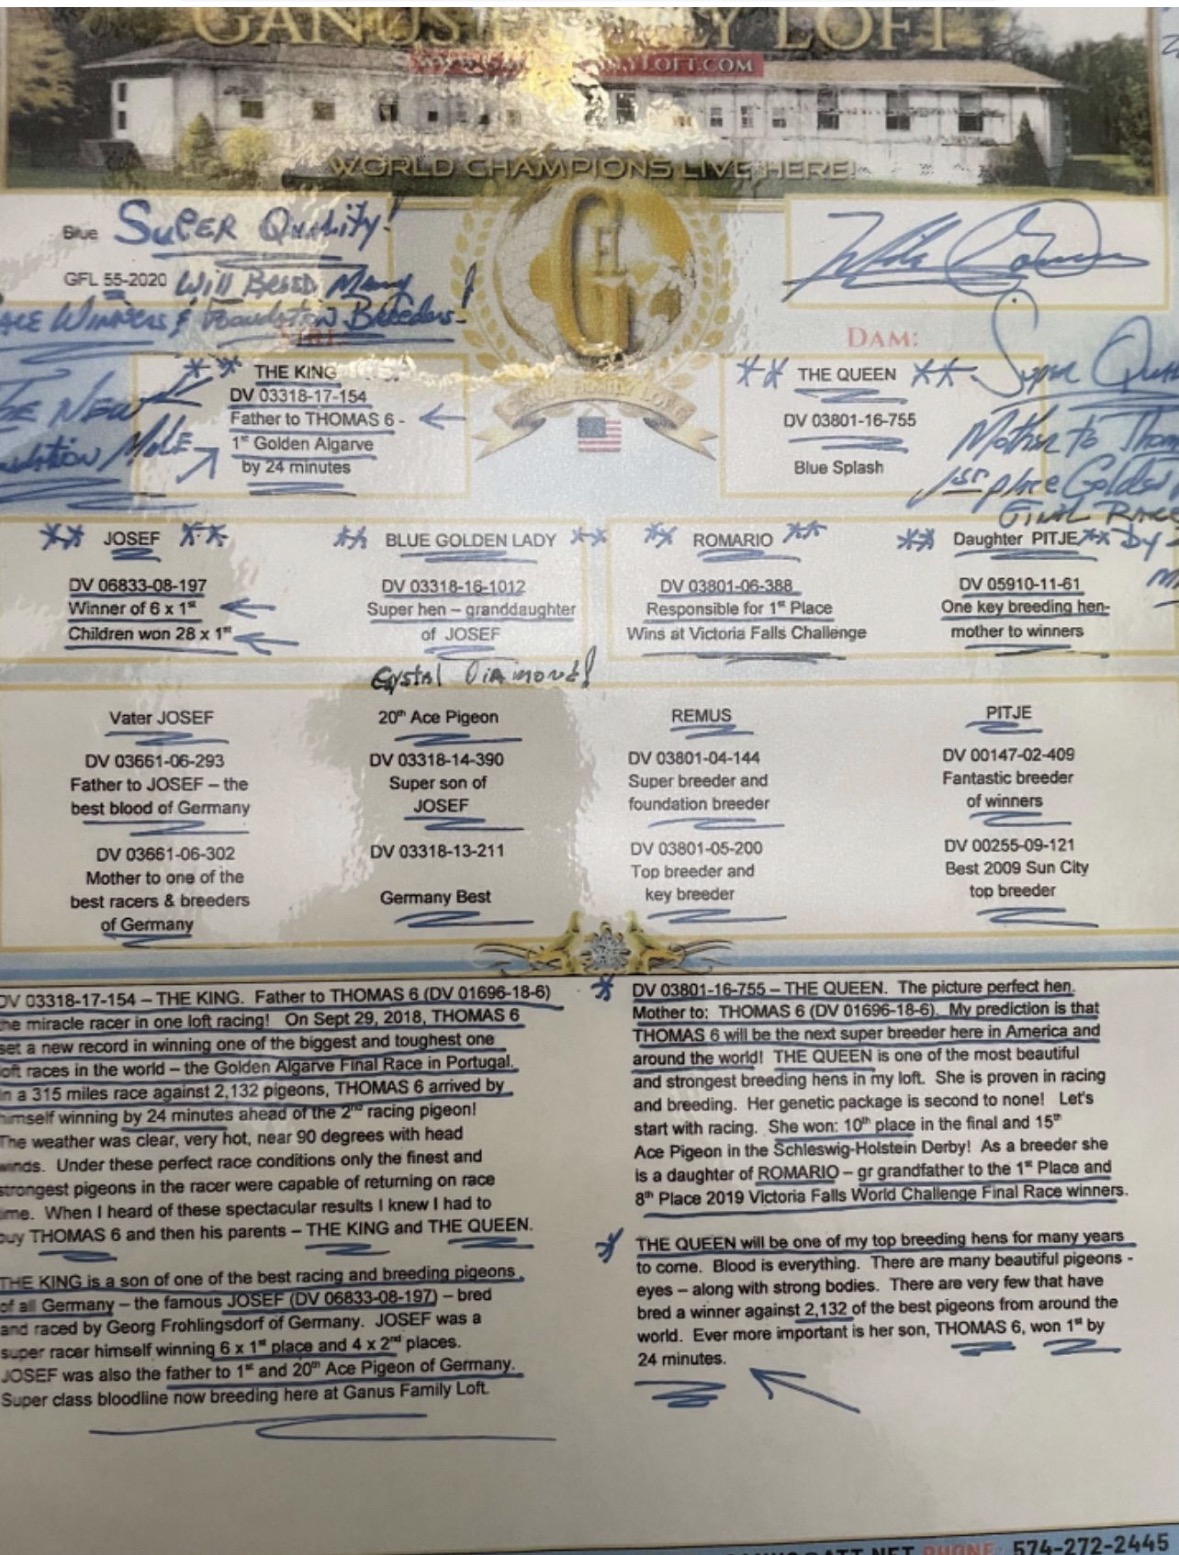 GANUS FAMILY LOFT
WORLD CHAMPIONS LIVE HERE!
Blue Super Quality!
GFL 55-2020 Will Breed Many
Winners & Foundation Breeders-
GFL
DAM:
Super
** THE KING
DV 03318-17-154
Father to THOMAS 6 -
1st Golden Algarve
by 24 minutes
The New
Male
** THE QUEEN **
DV 03801-16-755
Blue Splash
Mother to Thom
1st place Golden
Final Race
By
** JOSEF **
DV 06833-08-197
Winner of 6 x 1st
Children won 28 x 1st
** BLUE GOLDEN LADY **
DV 03318-16-1012
Super hen – granddaughter
of JOSEF
Crystal Diamond!
** ROMARIO **
DV 03801-06-388
Responsible for 1st Place
Wins at Victoria Falls Challenge
** Daughter PITJE **
DV 05910-11-61
One key breeding hen-
mother to winners
Vater JOSEF
DV 03661-06-293
Father to JOSEF – the
best blood of Germany
DV 03661-06-302
Mother to one of the
best racers & breeders
of Germany
20th Ace Pigeon
DV 03318-14-390
Super son of
JOSEF
DV 03318-13-211
Germany Best
REMUS
DV 03801-04-144
Super breeder and
foundation breeder
DV 03801-05-200
Top breeder and
key breeder
PITJE
DV 00147-02-409
Fantastic breeder
of winners
DV 00255-09-121
Best 2009 Sun City
top breeder
DV 03318-17-154 – THE KING. Father to THOMAS 6 (DV 01696-18-6)
the miracle racer in one loft racing! On Sept 29, 2018, THOMAS 6
set a new record in winning one of the biggest and toughest one
loft races in the world – the Golden Algarve Final Race in Portugal.
In a 315 miles race against 2,132 pigeons, THOMAS 6 arrived by
himself winning by 24 minutes ahead of the 2nd racing pigeon!
The weather was clear, very hot, near 90 degrees with head
winds. Under these perfect race conditions only the finest and
strongest pigeons in the racer were capable of returning on race
time. When I heard of these spectacular results I knew I had to
buy THOMAS 6 and then his parents – THE KING and THE QUEEN.
THE KING is a son of one of the best racing and breeding pigeons
of all Germany – the famous JOSEF (DV 06833-08-197) – bred
and raced by Georg Frohlingsdorf of Germany. JOSEF was a
super racer himself winning 6 x 1st place and 4 x 2nd places.
JOSEF was also the father to 1st and 20th Ace Pigeon of Germany.
Super class bloodline now breeding here at Ganus Family Loft.
* DV 03801-16-755 – THE QUEEN. The picture perfect hen.
Mother to: THOMAS 6 (DV 01696-18-6). My prediction is that
THOMAS 6 will be the next super breeder here in America and
around the world! THE QUEEN is one of the most beautiful
and strongest breeding hens in my loft. She is proven in racing
and breeding. Her genetic package is second to none! Let's
start with racing. She won: 10th place in the final and 15th
Ace Pigeon in the Schleswig-Holstein Derby! As a breeder she
is a daughter of ROMARIO – gr grandfather to the 1st Place and
8th Place 2019 Victoria Falls World Challenge Final Race winners.
* THE QUEEN will be one of my top breeding hens for many years
to come. Blood is everything. There are many beautiful pigeons -
eyes – along with strong bodies. There are very few that have
bred a winner against 2,132 of the best pigeons from around the
world. Ever more important is her son, THOMAS 6, won 1st by
24 minutes.
PHONE: 574-272-2445